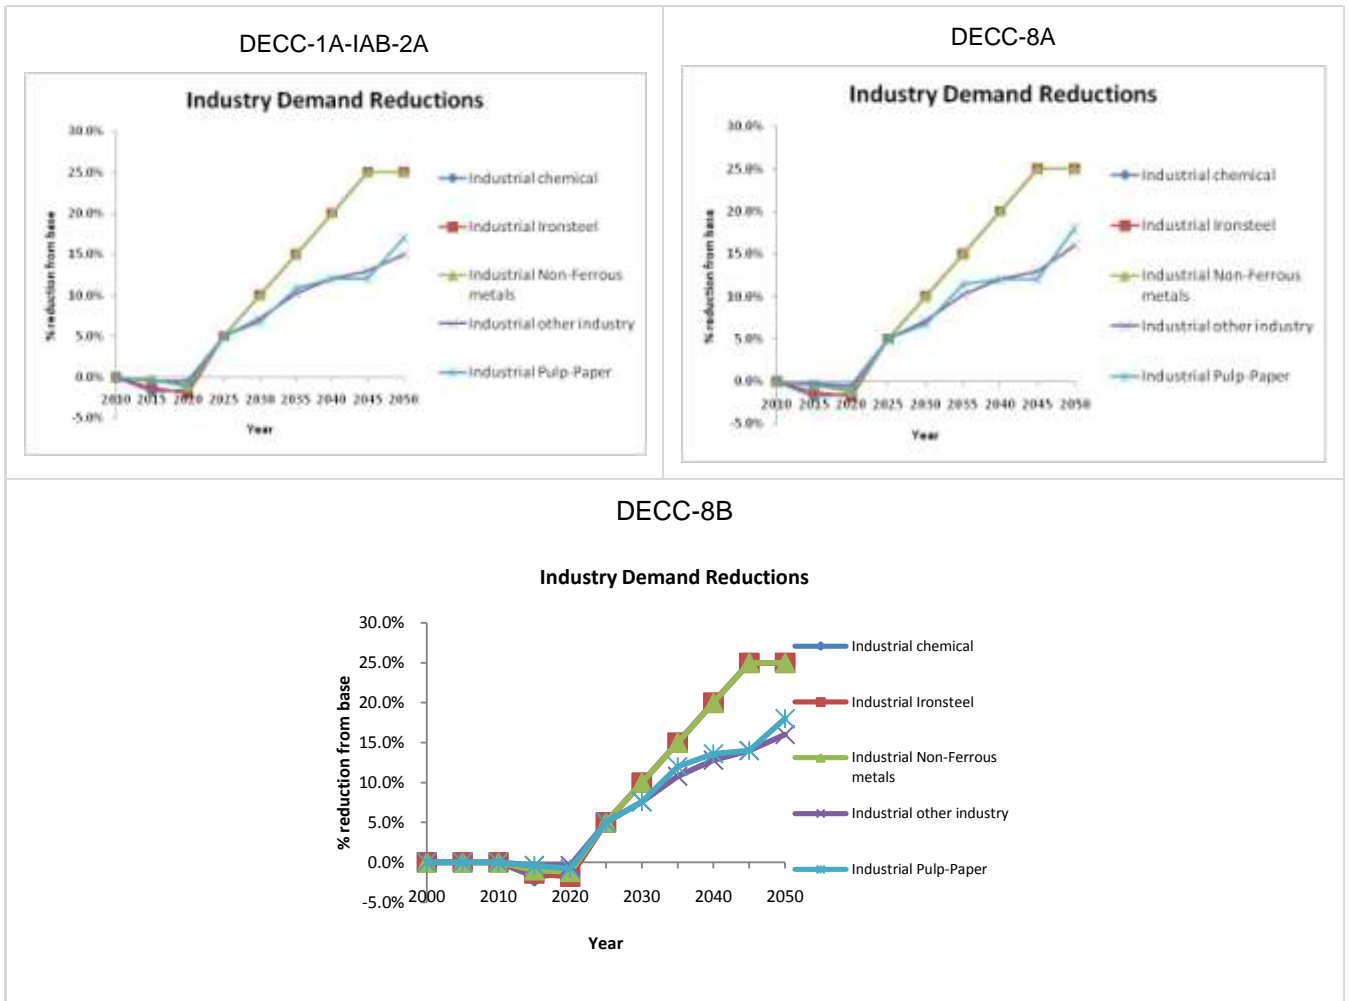 DECC-1A-IAB-2A
Industry Demand Reductions
30.0%
25.0%
20.0%
15.0%
10.0%
5.0%
0.0%
-5.0%
% reduction from base
2010 2015 2020 2025 2030 2035 2040 2045 2050
Year
Industrial chemical
Industrial Ironsteel
Industrial Non-Ferrous
metals
Industrial other industry
Industrial Pulp-Paper
DECC-8A
Industry Demand Reductions
30.0%
25.0%
20.0%
15.0%
10.0%
5.0%
0.0%
-5.0%
% reduction from base
2010 2015 2020 2025 2030 2035 2040 2045 2050
Year
Industrial chemical
Industrial Ironsteel
Industrial Non-Ferrous
metals
Industrial other industry
Industrial Pulp-Paper
DECC-8B
Industry Demand Reductions
30.0%
25.0%
20.0%
15.0%
10.0%
5.0%
0.0%
-5.0%
% reduction from base
2000 2010 2020 2030 2040 2050
Year
Industrial chemical
Industrial Ironsteel
Industrial Non-Ferrous
metals
Industrial other industry
Industrial Pulp-Paper